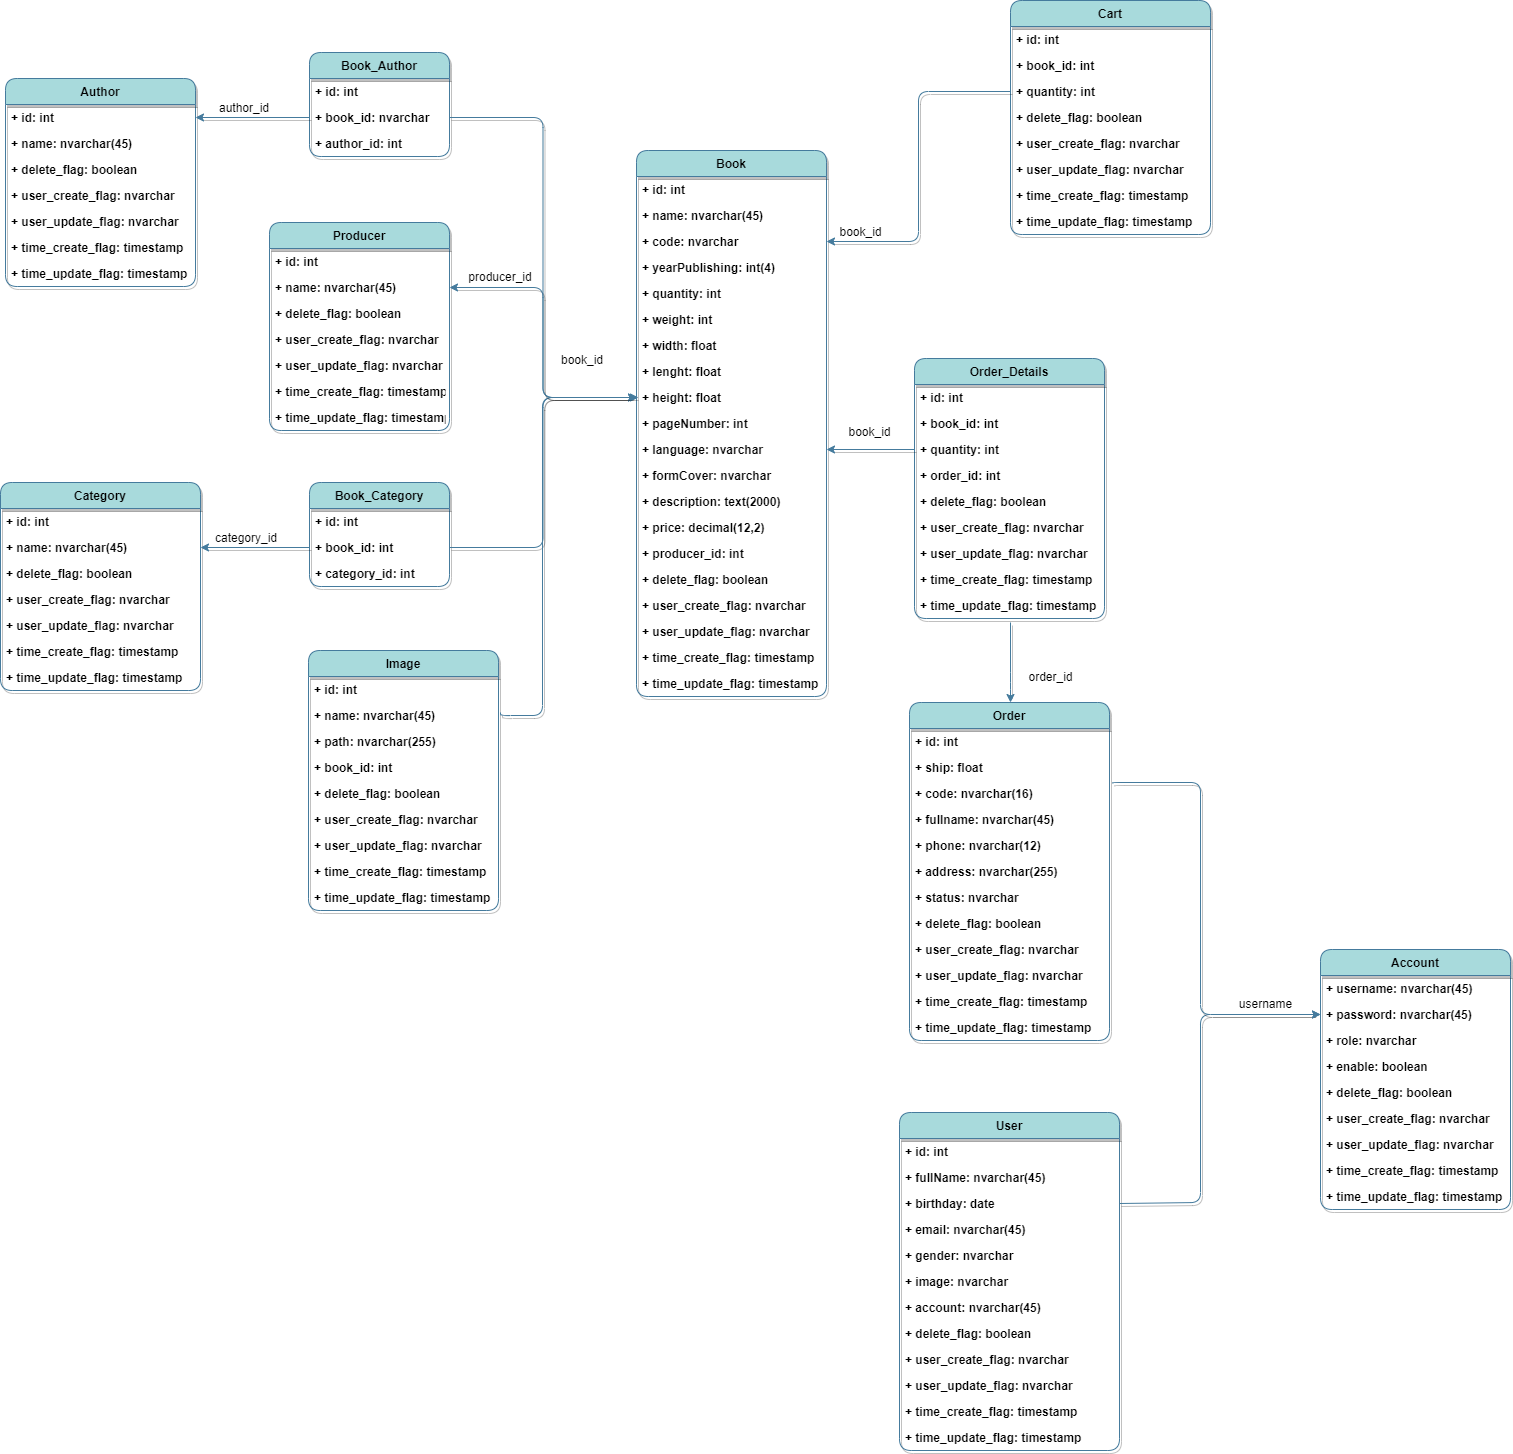 Cart
+ id: int
+ book_id: int
+ quantity: int
+ delete_flag: boolean
+ user_create_flag: nvarchar
+ user_update_flag: nvarchar
+ time_create_flag: timestamp
+ time_update_flag: timestamp
Book_Author
+ id: int
+ book_id: nvarchar
+ author_id: int
Author
+ id: int
+ name: nvarchar(45)
+ delete_flag: boolean
+ user_create_flag: nvarchar
+ user_update_flag: nvarchar
+ time_create_flag: timestamp
+ time_update_flag: timestamp
author_id
Producer
+ id: int
+ name: nvarchar(45)
+ delete_flag: boolean
+ user_create_flag: nvarchar
+ user_update_flag: nvarchar
+ time_create_flag: timestamp
+ time_update_flag: timestam
producer_id
book_id
Book
+ id: int
+ name: nvarchar(45)
+ code: nvarchar
+ yearPublishing: int(4)
+ quantity: int
+ weight: int
+ width: float
+ lenght: float
+ height: float
+ pageNumber: int
+ language: nvarchar
+ formCover: nvarchar
+ description: text(2000)
+ price: decimal(12,2)
+ producer_id: int
+ delete_flag: boolean
+ user_create_flag: nvarchar
+ user_update_flag: nvarchar
+ time_create_flag: timestamp
+ time_update_flag: timestamp
book_id
book_id
Order_Details
+ id: int
+ book_id: int
+ quantity: int
+ order_id: int
+ delete_flag: boolean
+ user_create_flag: nvarchar
+ user_update_flag: nvarchar
+ time_create_flag: timestamp
+ time_update_flag: timestamp
Category
+ id: int
+ name: nvarchar(45)
+ delete_flag: boolean
+ user_create_flag: nvarchar
+ user_update_flag: nvarchar
+ time_create_flag: timestamp
+ time_update_flag: timestamp
category_id
Book_Category
+ id: int
+ book_id: int
+ category_id: int
Image
+ id: int
+ name: nvarchar(45)
+ path: nvarchar(255)
+ book_id: int
+ delete_flag: boolean
+ user_create_flag: nvarchar
+ user_update_flag: nvarchar
+ time_create_flag: timestamp
+ time_update_flag: timestamp
order_id
Order
+ id: int
+ ship: float
+ code: nvarchar(16)
+ fullname: nvarchar(45)
+ phone: nvarchar(12)
+ address: nvarchar(255)
+ status: nvarchar
+ delete_flag: boolean
+ user_create_flag: nvarchar
+ user_update_flag: nvarchar
+ time_create_flag: timestamp
+ time_update_flag: timestamp
username
Account
+ username: nvarchar(45)
+ password: nvarchar(45)
+ role: nvarchar
+ enable: boolean
+ delete_flag: boolean
+ user_create_flag: nvarchar
+ user_update_flag: nvarchar
+ time_create_flag: timestamp
+ time_update_flag: timestamp
User
+ id: int
+ fullName: nvarchar(45)
+ birthday: date
+ email: nvarchar(45)
+ gender: nvarchar
+ image: nvarchar
+ account: nvarchar(45)
+ delete_flag: boolean
+ user_create_flag: nvarchar
+ user_update_flag: nvarchar
+ time_create_flag: timestamp
+ time_update_flag: timestamp